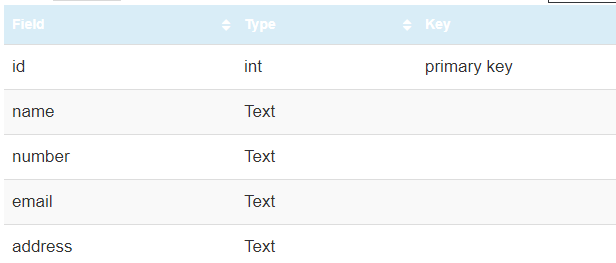 Field Type Key
id int primary key
name Text
number Text
email Text
address Text